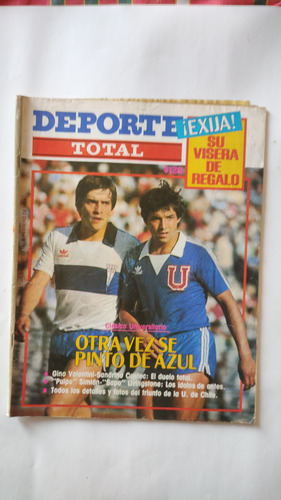 DEPORTE
TOTAL
¡EXIJA!
SU
VISERA
DE
REGALO
U
Clásico Universitario
OTRA VEZ SE
PINTO DE AZUL
Gino Valentini-Sandrino Castec: El duelo total.
"Pulpo" Simián-"Sapo" Livingstone: Los ídolos de antes.
Todos los detalles y fotos del triunfo de la U. de Chile.